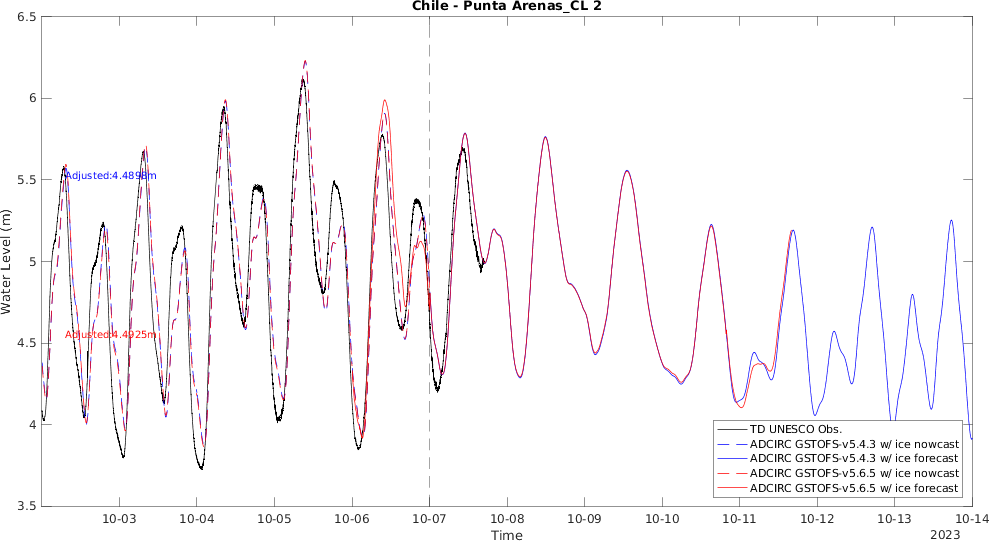 Chile - Punta Arenas_CL 2
Water Level (m)
6.5
6
5.5
5
4.5
4
3.5
Adjusted:4.4898m
Adjusted:4.4925m
TD UNESCO Obs.
ADCIRC GSTOFS-v5.4.3 w/ ice nowcast
ADCIRC GSTOFS-v5.4.3 w/ ice forecast
ADCIRC GSTOFS-v5.6.5 w/ ice nowcast
ADCIRC GSTOFS-v5.6.5 w/ ice forecast
10-03 10-04 10-05 10-06 10-07 10-08 10-09 10-10 10-11 10-12 10-13 10-14
Time
2023